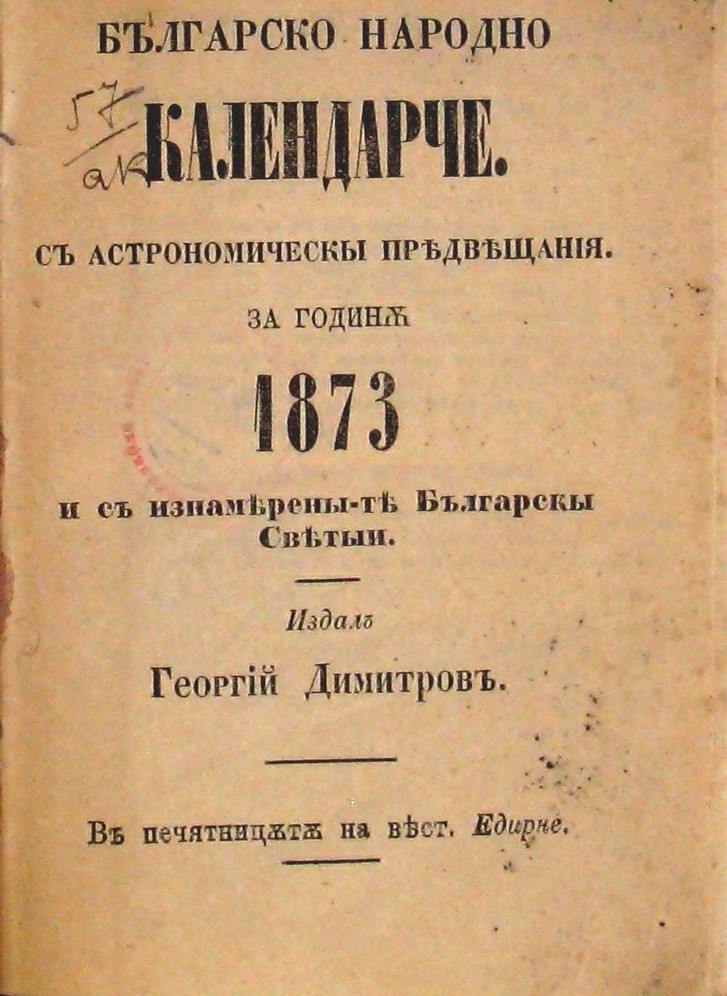 БЪЛГАРСКО НАРОДНО
57
КАЛЕНДАРЧЕ.
СЪ АСТРОНОМИЧЕСКЫ ПРѢДВѢЩАНІЯ.
ЗА ГОДИНѪ
1873
и съ изнамѣрены-тѣ Българскы
Свѣтыи.
Издалъ
Георгій Димитровъ.
Въ печятницѫтѫ на вѣст. Едирне.